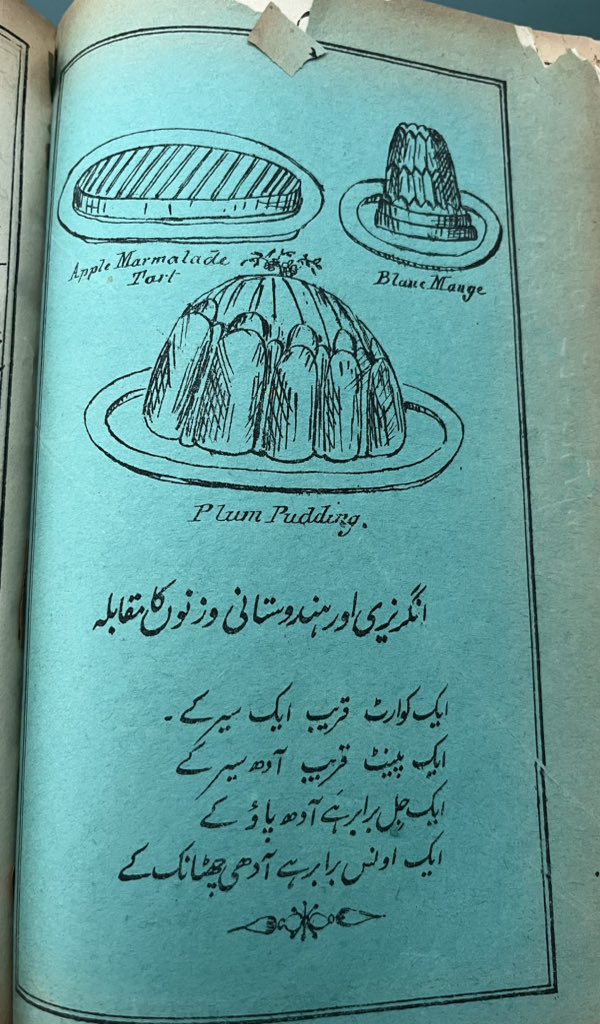 Apple Marmalade
Tart
Blanc Mange
Plum Pudding.
انگریزی اور ہندوستانی وزنوں کا مقابلہ
ایک کوارٹ قریب ایک سیر کے ۔
ایک پینٹ قریب آدھ سیر کے
ایک جل برابر ہے آدھ پاؤ کے
ایک اونس برابر ہے آدھی چھٹانک کے